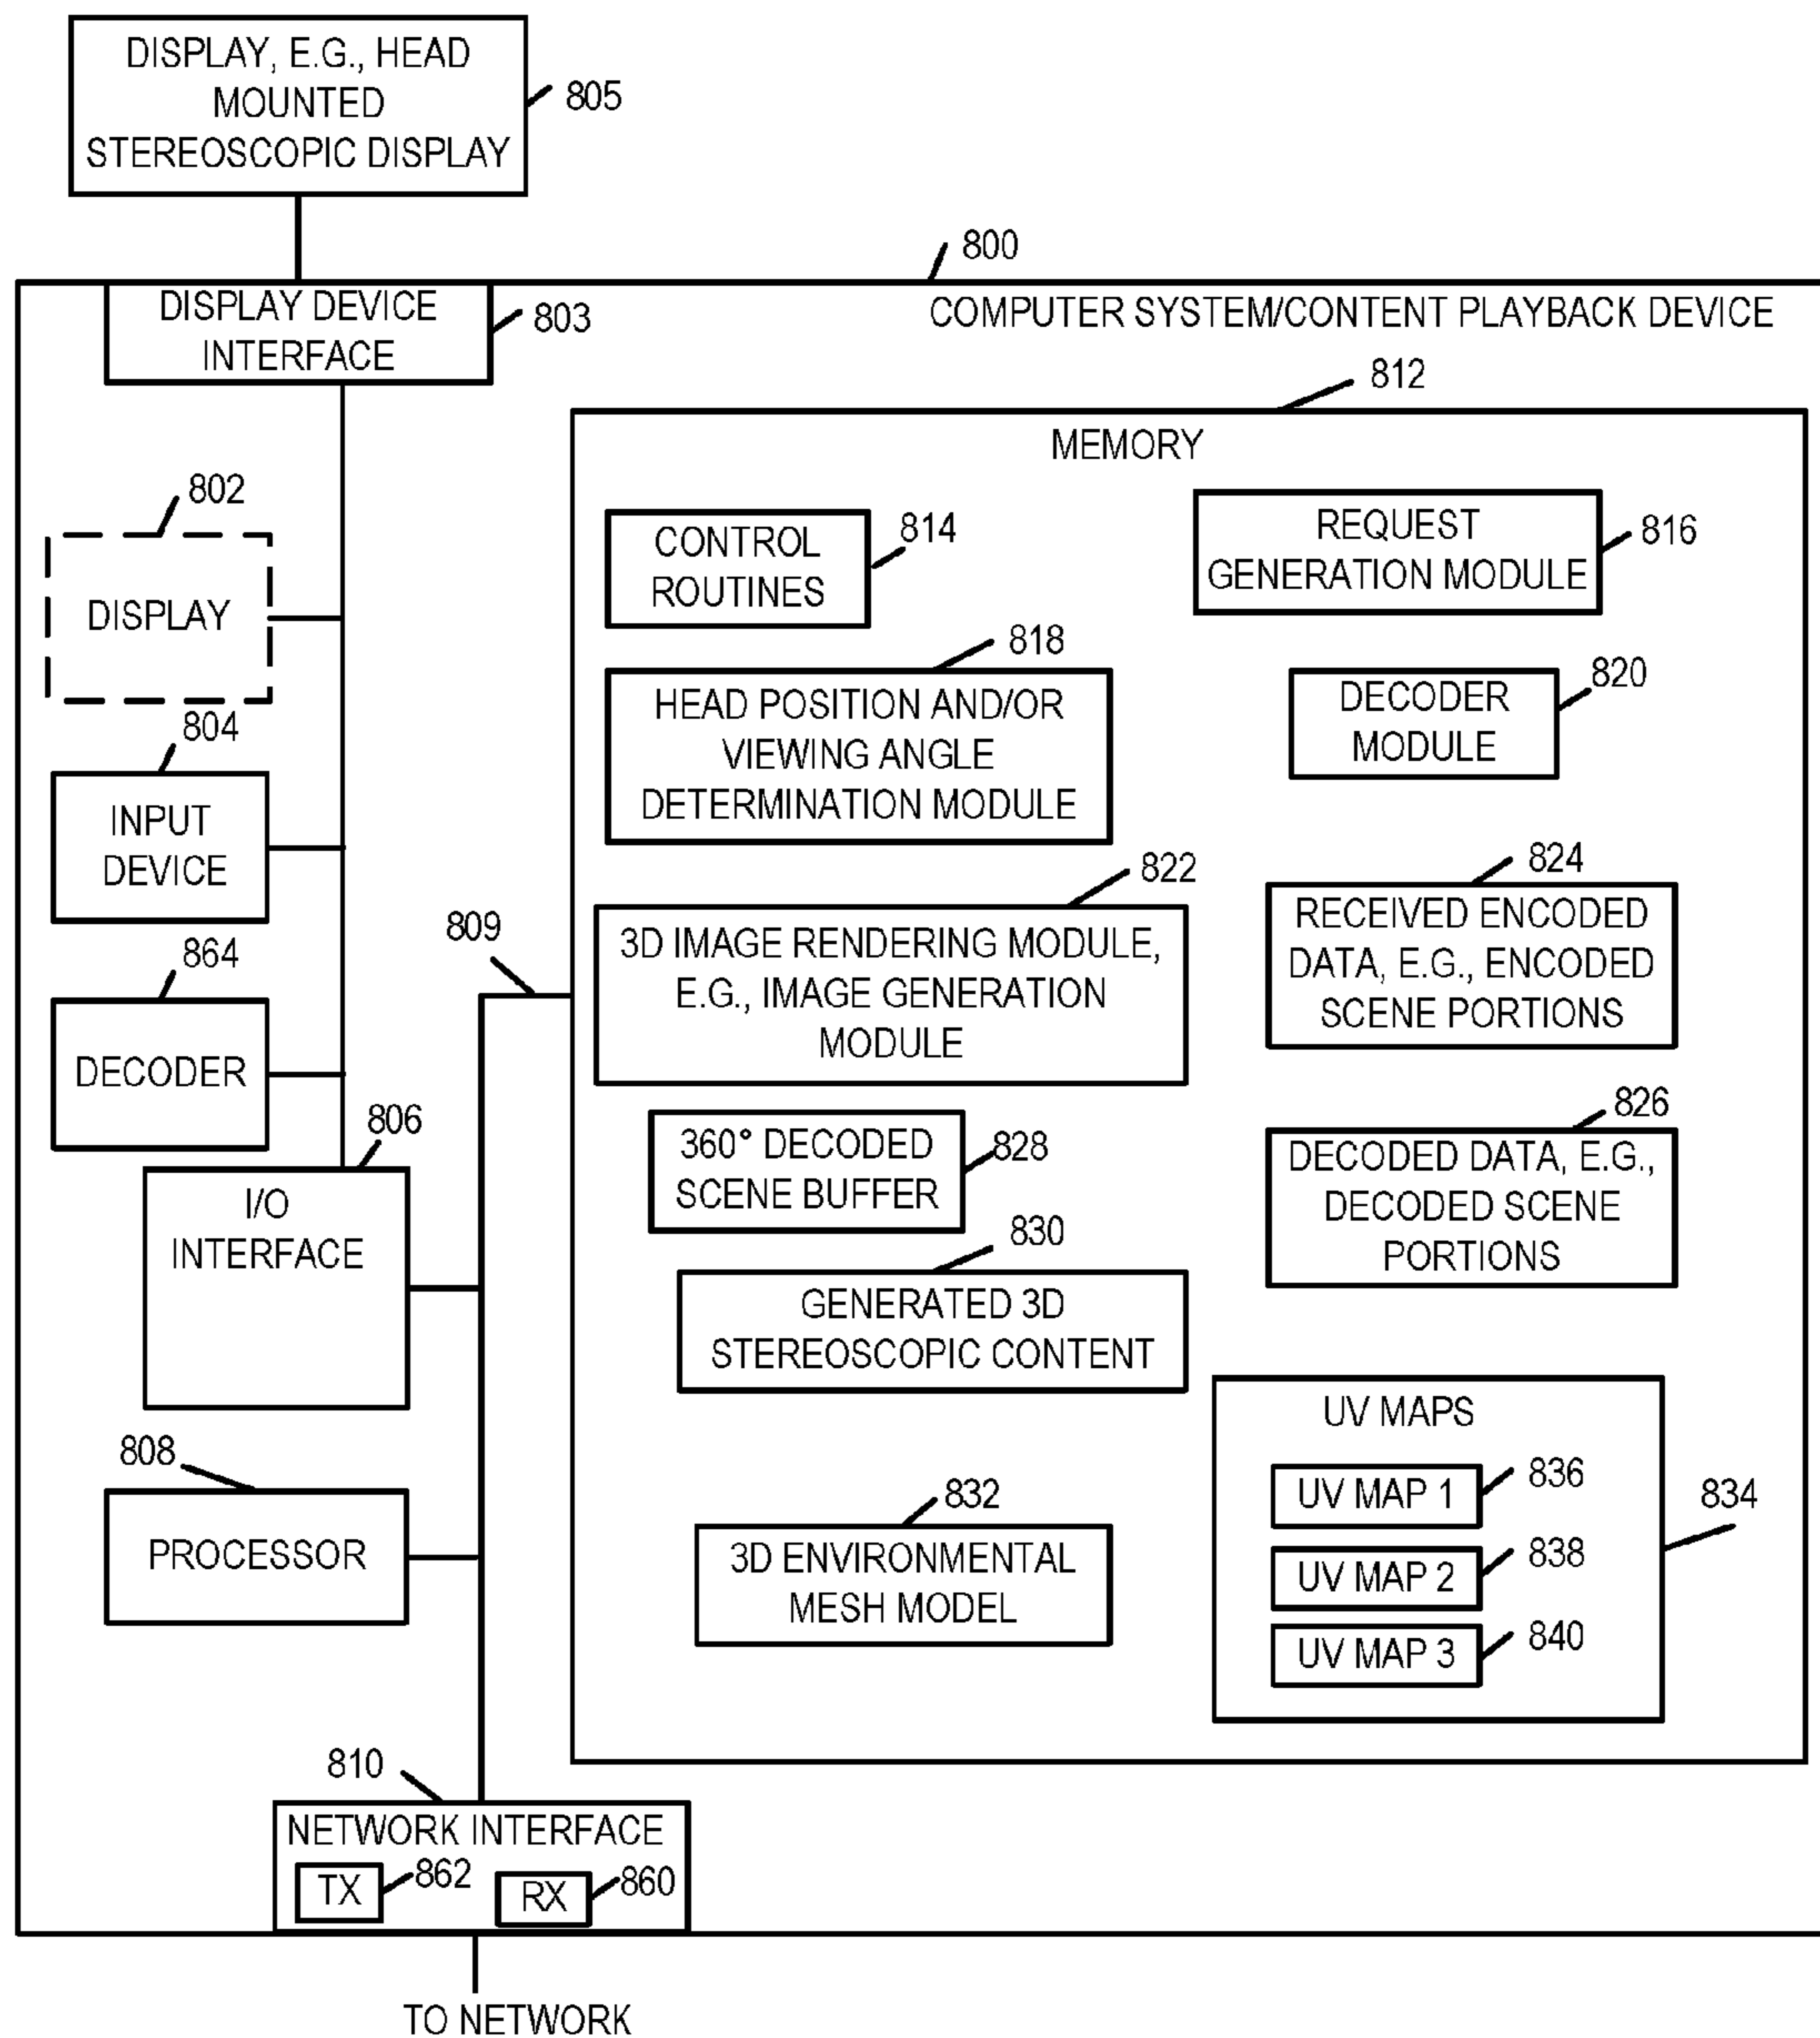 DISPLAY, E.G., HEAD
MOUNTED
STEREOSCOPIC DISPLAY
805
800
DISPLAY DEVICE
INTERFACE
803
COMPUTER SYSTEM/CONTENT PLAYBACK DEVICE
812
MEMORY
802
DISPLAY
804
INPUT
DEVICE
864
DECODER
806
I/O
INTERFACE
809
808
PROCESSOR
CONTROL
ROUTINES
814
REQUEST
GENERATION MODULE
816
818
HEAD POSITION AND/OR
VIEWING ANGLE
DETERMINATION MODULE
DECODER
MODULE
820
822
3D IMAGE RENDERING MODULE,
E.G., IMAGE GENERATION
MODULE
824
RECEIVED ENCODED
DATA, E.G., ENCODED
SCENE PORTIONS
360° DECODED
SCENE BUFFER
828
826
DECODED DATA, E.G.,
DECODED SCENE
PORTIONS
830
GENERATED 3D
STEREOSCOPIC CONTENT
832
3D ENVIRONMENTAL
MESH MODEL
UV MAPS
834
UV MAP 1
836
UV MAP 2
838
UV MAP 3
840
810
NETWORK INTERFACE
TX
862
RX
860
TO NETWORK